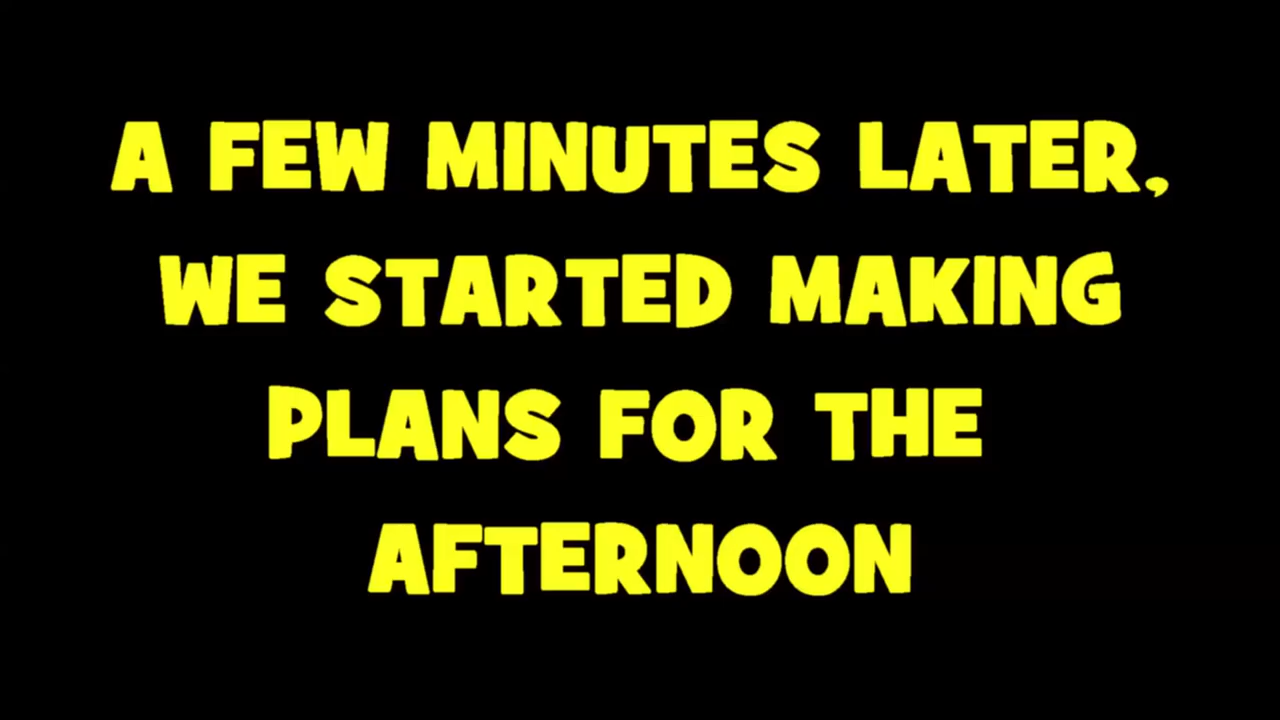 A FEW MINUTES LATER,
WE STARTED MAKING
PLANS FOR THE
AFTERNOON